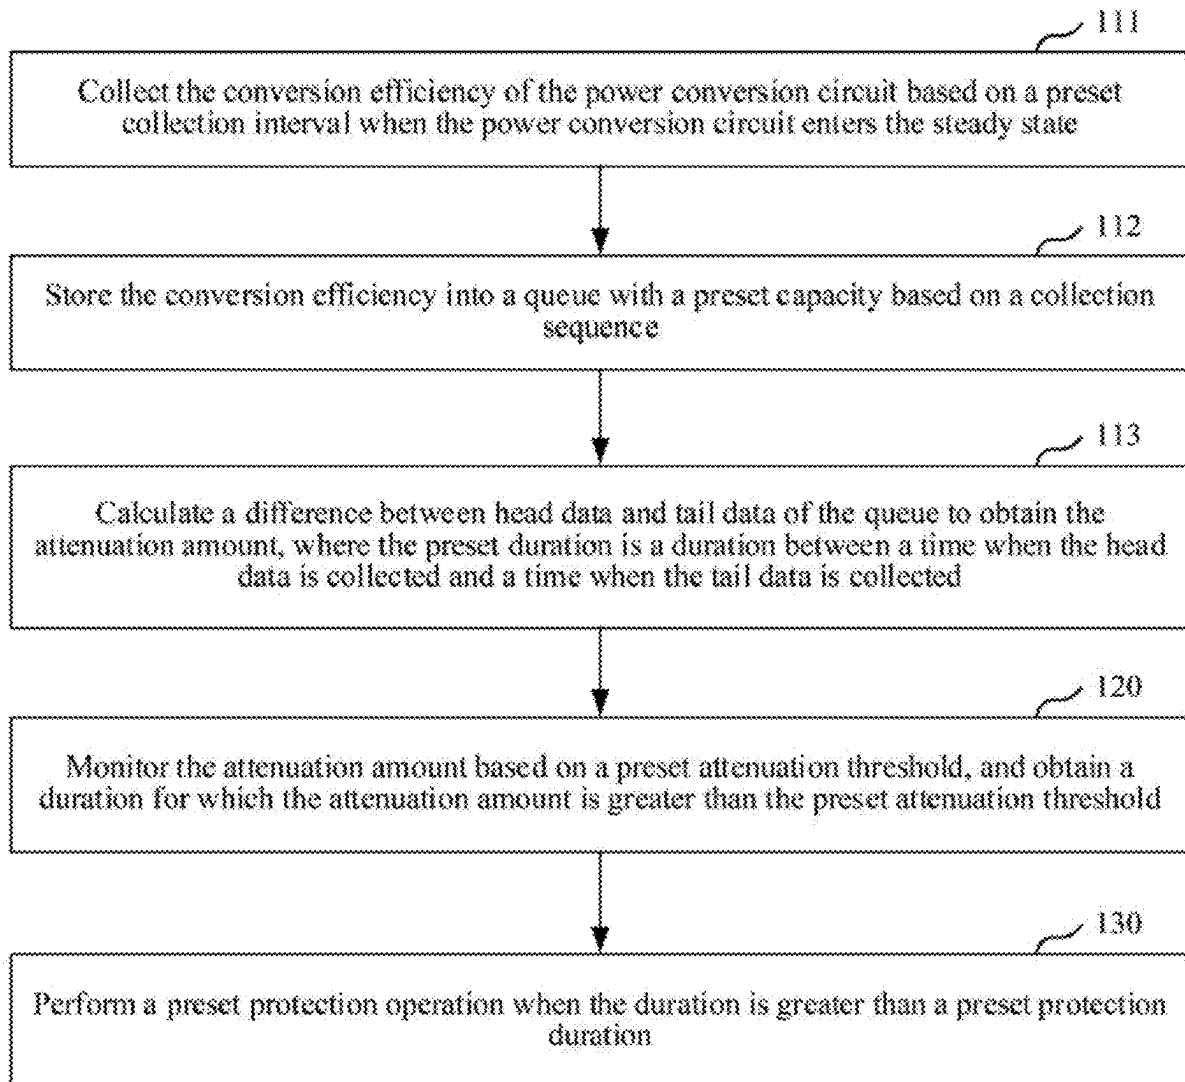 111
Collect the conversion efficiency of the power conversion circuit based on a preset
collection interval when the power conversion circuit enters the steady state
112
Store the conversion efficiency into a queue with a preset capacity based on a collection
sequence
113
Calculate a difference between head data and tail data of the queue to obtain the
attenuation amount, where the preset duration is a duration between a time when the head
data is collected and a time when the tail data is collected
120
Monitor the attenuation amount based on a preset attenuation threshold, and obtain a
duration for which the attenuation amount is greater than the preset attenuation threshold
130
Perform a preset protection operation when the duration is greater than a preset protection
duration